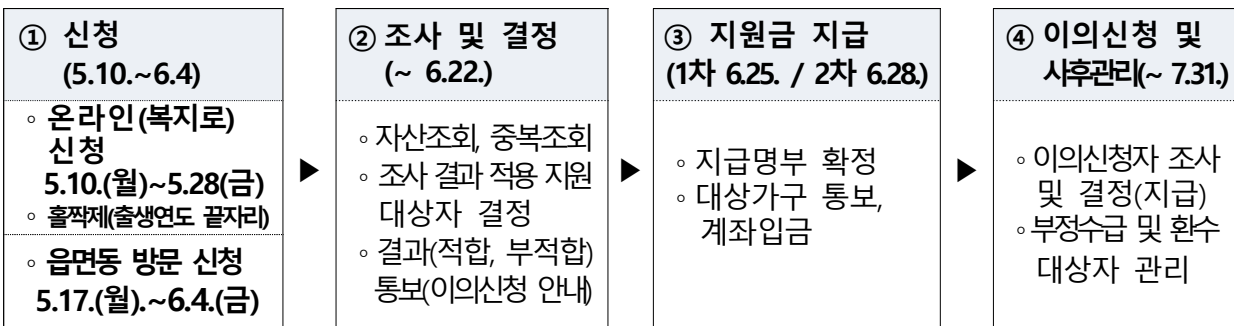 ① 신청
(5.10.~6.4)
◦ 온라인(복지로)
신청
5.10.(월)~5.28(금)
◦ 홀짝제(출생연도 끝자리)
◦ 읍면동 방문 신청
5.17.(월).~6.4.(금)
▶
② 조사 및 결정
(~ 6.22.)
◦ 자산조회, 중복조회
◦ 조사 결과 적용 지원
대상자 결정
◦ 결과(적합, 부적합)
통보(이의신청 안내)
▶
③ 지원금 지급
(1차 6.25. / 2차 6.28.)
◦ 지급명부 확정
◦ 대상가구 통보,
계좌입금
▶
④ 이의신청 및
사후관리(~ 7.31.)
◦ 이의신청자 조사
및 결정(지급)
◦ 부정수급 및 환수
대상자 관리